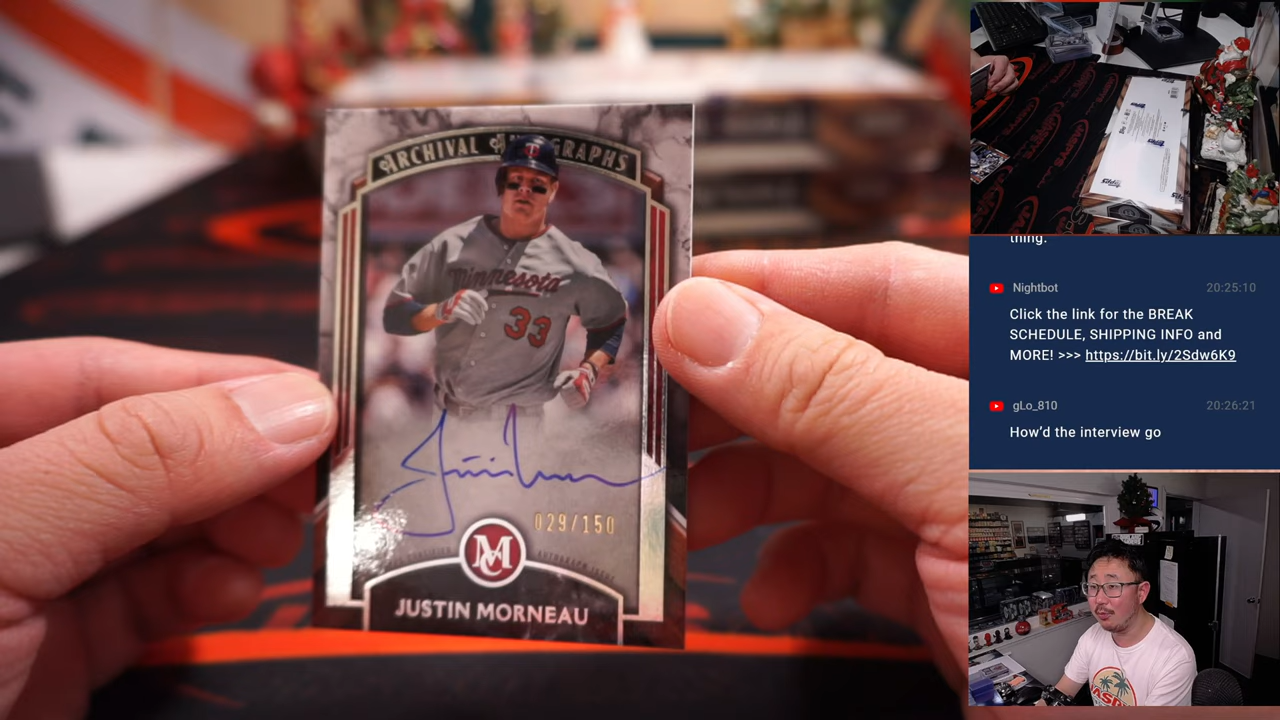 ARCHIVAL AUTOGRAPHS
Minnesota
33
029/150
MC
JUSTIN MORNEAU
thing.
Nightbot
20:25:10
Click the link for the BREAK
SCHEDULE, SHIPPING INFO and
MORE! >>> https://bit.ly/2Sdw6K9
gLo_810
20:26:21
How'd the interview go